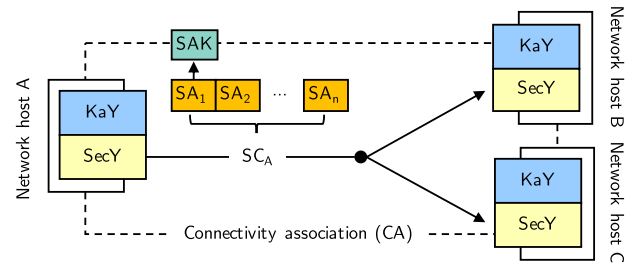 Network host A
KaY
SecY
SAK
SA1 SA2 ... SAn
SCA
Connectivity association (CA)
KaY
SecY
Network host B
KaY
SecY
Network host C